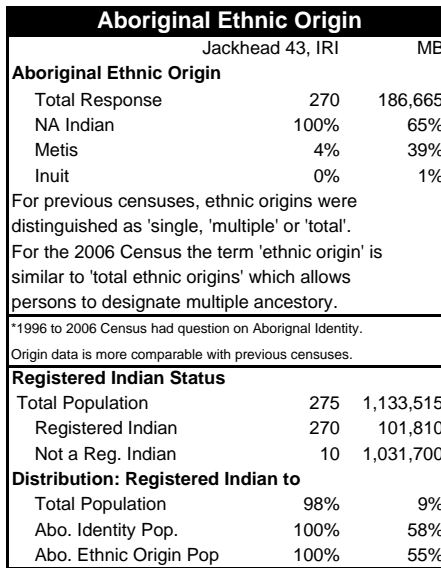 Aboriginal Ethnic Origin
Jackhead 43, IRI MB
Aboriginal Ethnic Origin
Total Response 270 186,665
NA Indian 100% 65%
Metis 4% 39%
Inuit 0% 1%
For previous censuses, ethnic origins were
distinguished as 'single, 'multiple' or 'total'.
For the 2006 Census the term 'ethnic origin' is
similar to 'total ethnic origins' which allows
persons to designate multiple ancestory.
*1996 to 2006 Census had question on Aborignal Identity.
Origin data is more comparable with previous censuses.
Registered Indian Status
Total Population 275 1,133,515
Registered Indian 270 101,810
Not a Reg. Indian 10 1,031,700
Distribution: Registered Indian to
Total Population 98% 9%
Abo. Identity Pop. 100% 58%
Abo. Ethnic Origin Pop 100% 55%